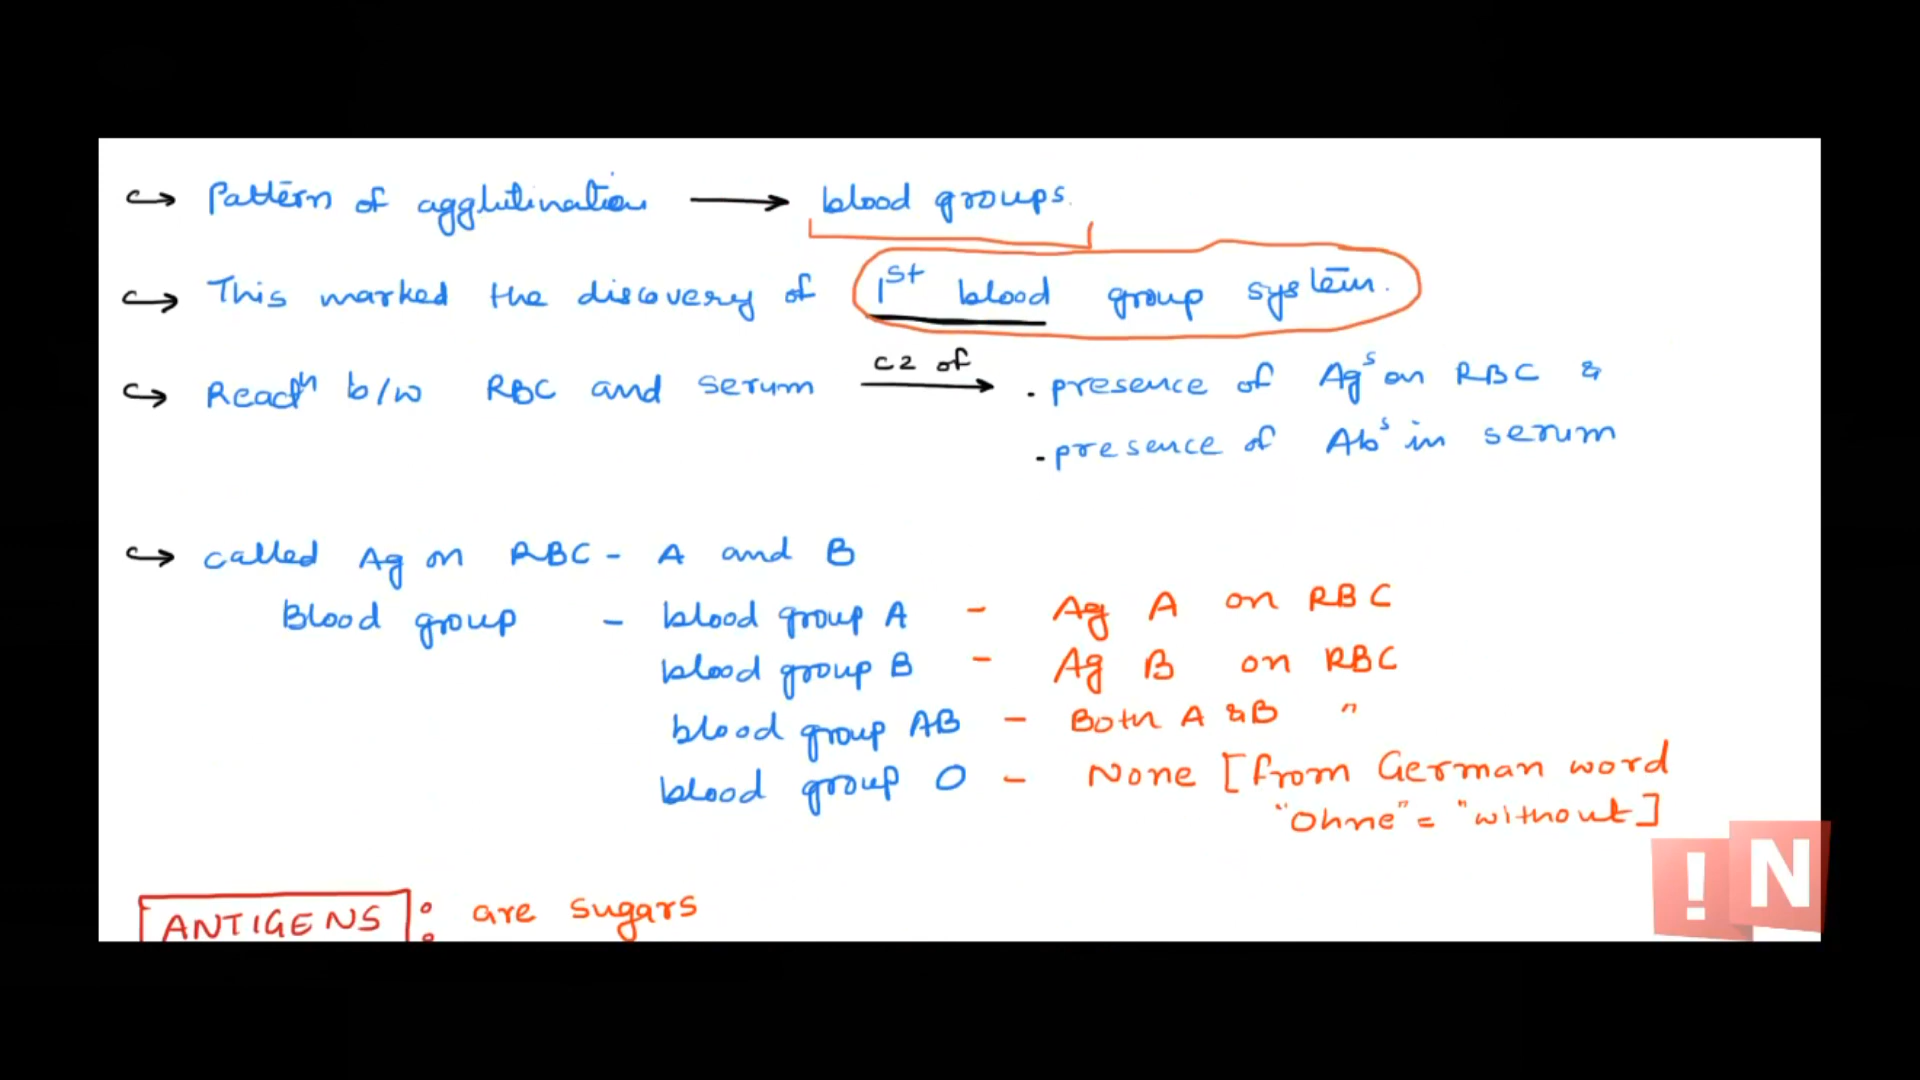 ↪ Pattern of agglutination → blood groups.
↪ This marked the discovery of 1st blood group system.
↪ Reactn b/w RBC and serum cz of → . presence of Ags on RBC &
. presence of Abs in serum
↪ called Ag on RBC - A and B
Blood group - blood group A - Ag A on RBC
blood group B - Ag B on RBC
blood group AB - Both A & B "
blood group O - None [from German word
"Ohne" = "without]
ANTIGENS : are sugars
!N